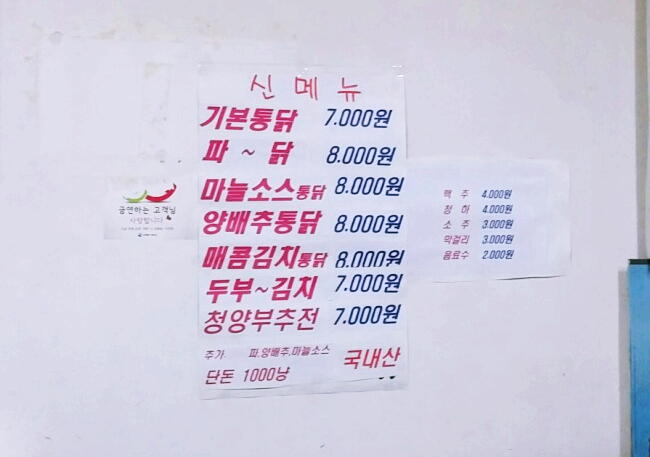 신메뉴
기본통닭 7.000원
파~닭 8.000원
마늘소스통닭 8.000원
양배추통닭 8.000원
매콤김치통닭 8.000원
두부~김치 7.000원
청양부추전 7.000원
추가 파,양배추,마늘소스
단돈 1000냥 국내산
맥주 4.000원
청하 4.000원
소주 3.000원
막걸리 3.000원
음료수 2.000원
금연하는 고객님
사랑합니다